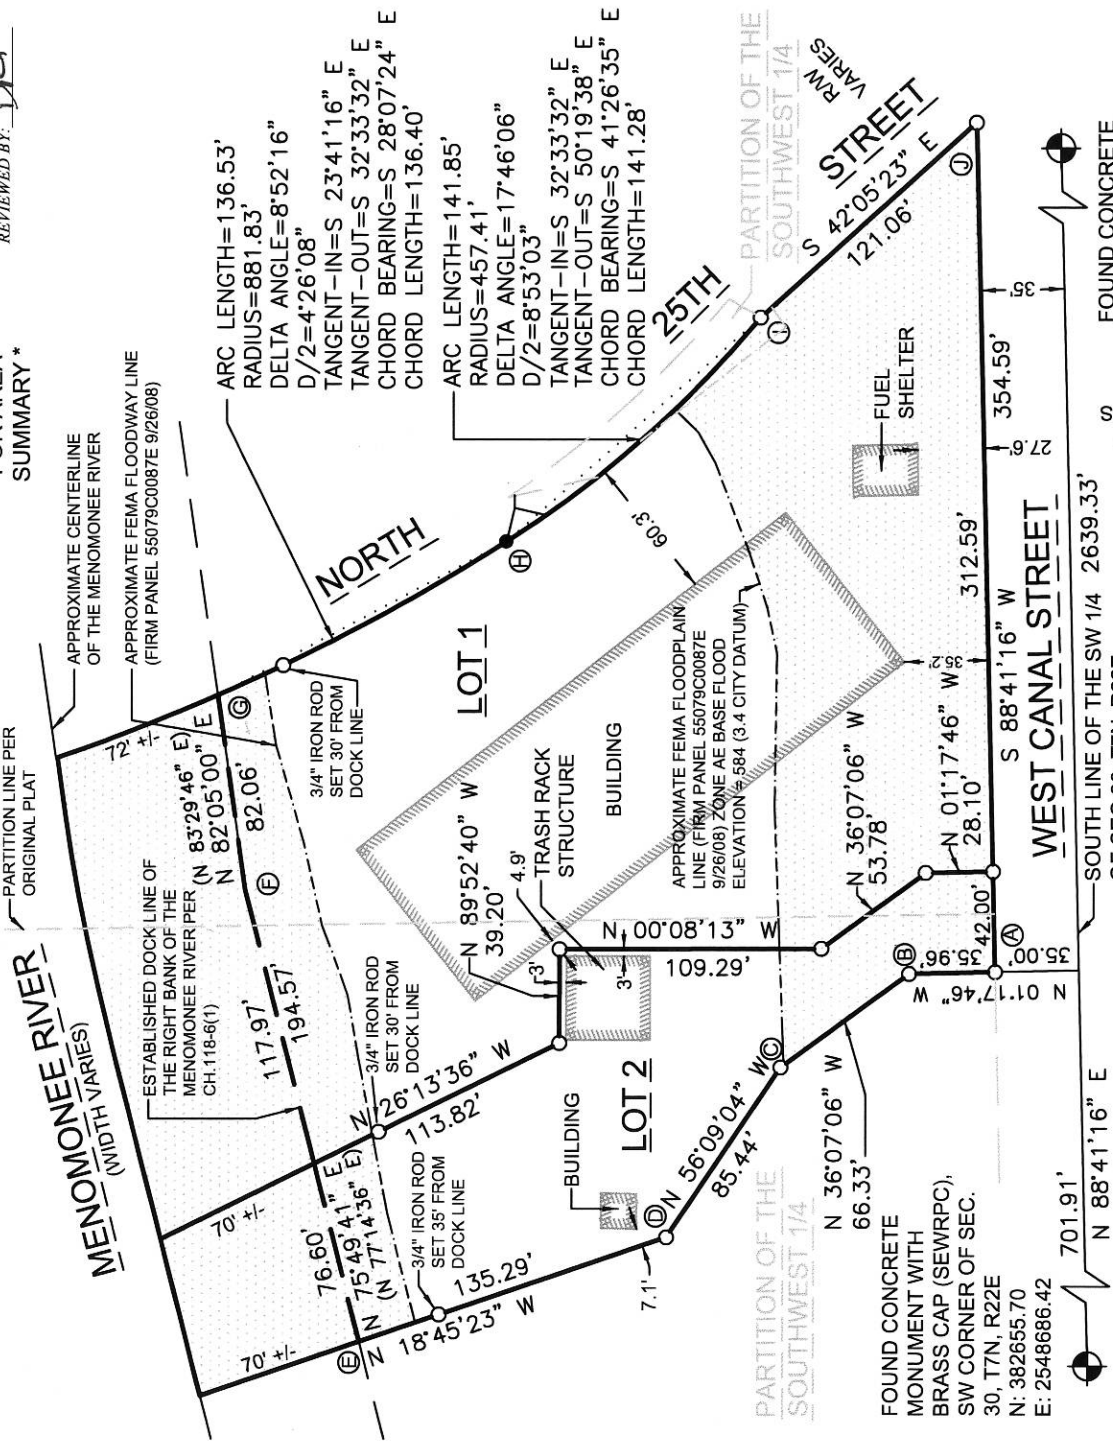 REVIEWED BY:
SUMMARY *
PARTITION LINE PER
ORIGINAL PLAT
APPROXIMATE CENTERLINE
OF THE MENOMONEE RIVER
APPROXIMATE FEMA FLOODWAY LINE
(FIRM PANEL 55079C0087E 9/26/08)
ARC LENGTH=136.53'
RADIUS=881.83'
DELTA ANGLE=8°52'16"
D/2=4°26'08"
TANGENT-IN=S 23°41'16" E
TANGENT-OUT=S 32°33'32" E
CHORD BEARING=S 28°07'24" E
CHORD LENGTH=136.40'
ARC LENGTH=141.85'
RADIUS=457.41'
DELTA ANGLE=17°46'06"
D/2=8°53'03"
TANGENT-IN=S 32°33'32" E
TANGENT-OUT=S 50°19'38" E
CHORD BEARING=S 41°26'35" E
CHORD LENGTH=141.28'
MENOMONEE RIVER
(WIDTH VARIES)
ESTABLISHED DOCK LINE OF
THE RIGHT BANK OF THE
MENOMONEE RIVER PER
CH.118-6(1)
72' +/-
70' +/-
70' +/-
(N 83°29'46" E)
N 82°05'00" E
82.06'
G
F
117.97'
194.57'
76.60'
N 75°49'41" E
(N 77°14'36" E)
E
3/4" IRON ROD
SET 30' FROM
DOCK LINE
3/4" IRON ROD
SET 30' FROM
DOCK LINE
3/4" IRON ROD
SET 35' FROM
DOCK LINE
NORTH
25TH
STREET
R/W
VARIES
PARTITION OF THE
SOUTHWEST 1/4
H
I
J
S 42°05'23" E
121.06'
LOT 1
60.3'
BUILDING
N 89°52'40" W
39.20'
4.9'
TRASH RACK
STRUCTURE
3'
3'
N 26°13'36" W
113.82'
N 00°08'13" W
109.29'
APPROXIMATE FEMA FLOODPLAIN
LINE (FIRM PANEL 55079C0087E
9/26/08) ZONE AE BASE FLOOD
ELEVATION = 584 (3.4 CITY DATUM)
FUEL
SHELTER
27.6'
35'
35.2'
LOT 2
BUILDING
N 18°45'23" W
135.29'
7.1'
D
N 56°09'04" W
85.44'
C
N 36°07'06" W
66.33'
B
N 36°07'06" W
53.78'
N 01°17'46" W
28.10'
N 01°17'46" W
35.96'
35.00'
42.00'
A
312.59'
354.59'
S 88°41'16" W
WEST CANAL STREET
PARTITION OF THE
SOUTHWEST 1/4
FOUND CONCRETE
MONUMENT WITH
BRASS CAP (SEWRPC),
SW CORNER OF SEC.
30, T7N, R22E
N: 382655.70
E: 2548686.42
701.91'
N 88°41'16" E
SOUTH LINE OF THE SW 1/4
2639.33'
FOUND CONCRETE